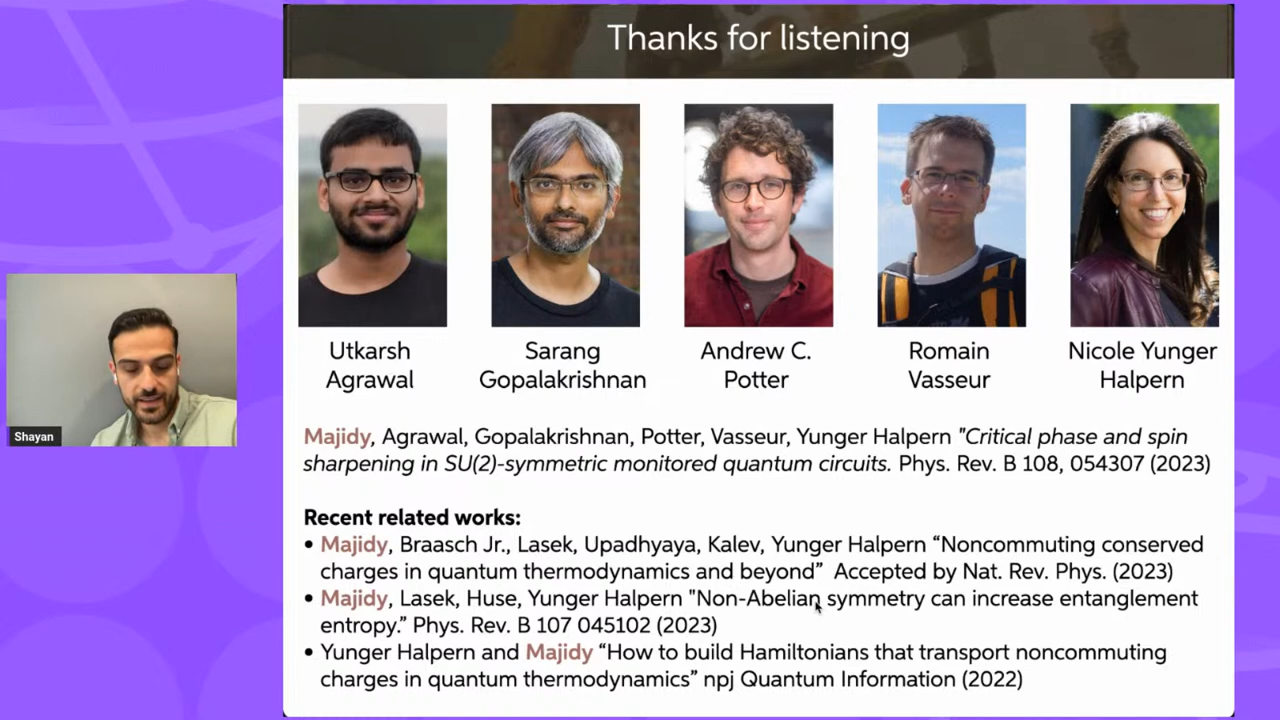 Thanks for listening
Utkarsh
Agrawal
Sarang
Gopalakrishnan
Andrew C.
Potter
Romain
Vasseur
Nicole Yunger
Halpern
Shayan
Majidy, Agrawal, Gopalakrishnan, Potter, Vasseur, Yunger Halpern "Critical phase and spin
sharpening in SU(2)-symmetric monitored quantum circuits. Phys. Rev. B 108, 054307 (2023)
Recent related works:
• Majidy, Braasch Jr., Lasek, Upadhyaya, Kalev, Yunger Halpern “Noncommuting conserved
charges in quantum thermodynamics and beyond” Accepted by Nat. Rev. Phys. (2023)
• Majidy, Lasek, Huse, Yunger Halpern "Non-Abelian symmetry can increase entanglement
entropy.” Phys. Rev. B 107 045102 (2023)
• Yunger Halpern and Majidy “How to build Hamiltonians that transport noncommuting
charges in quantum thermodynamics” npj Quantum Information (2022)